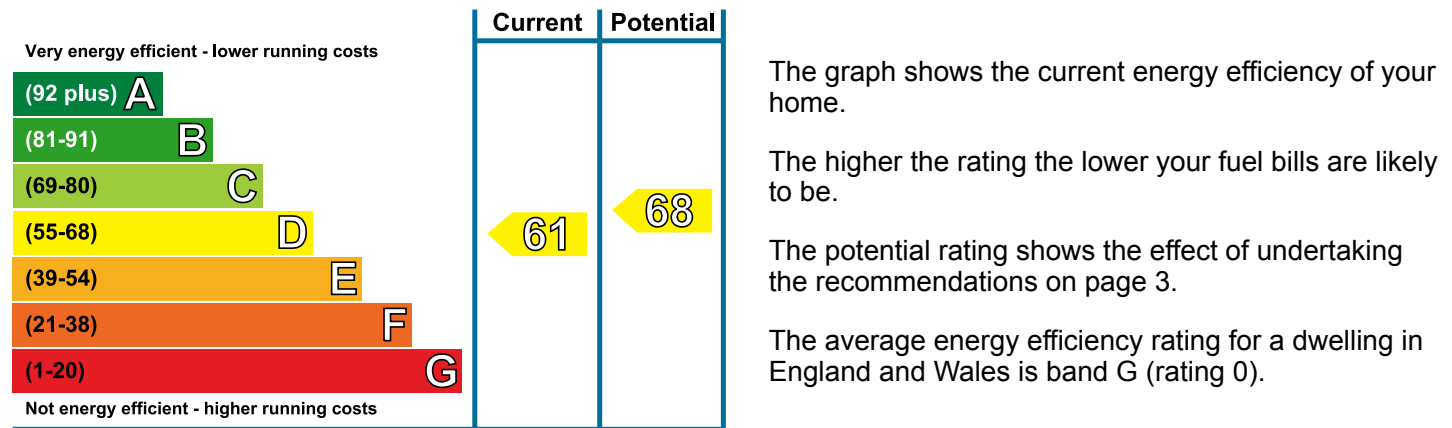 Current Potential
Very energy efficient - lower running costs
(92 plus) A
(81-91) B
(69-80) C
(55-68) D
(39-54) E
(21-38) F
(1-20) G
Not energy efficient - higher running costs
61
68
The graph shows the current energy efficiency of your
home.
The higher the rating the lower your fuel bills are likely
to be.
The potential rating shows the effect of undertaking
the recommendations on page 3.
The average energy efficiency rating for a dwelling in
England and Wales is band G (rating 0).